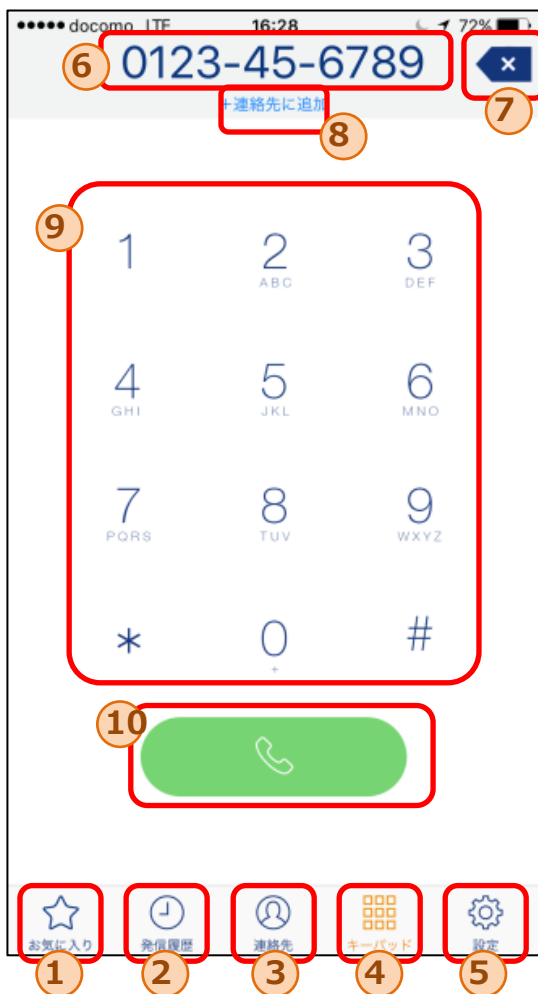 docomo LTE 16:28 72%
6 0123-45-6789 7
+連絡先に追加
8
9
1 2 3
ABC DEF
4 5 6
GHI JKL MNO
7 8 9
PQRS TUV WXYZ
* 0 #
+
10
お気に入り 発信履歴 連絡先 キーパッド 設定
1 2 3 4 5